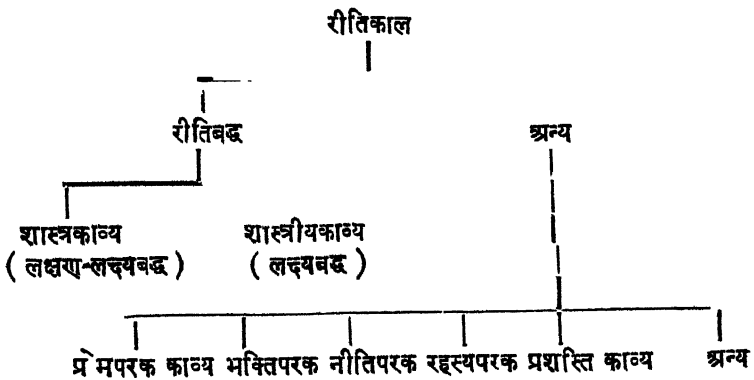 रीतिकाल
रीतिबद्ध अन्य
शास्त्रकाव्य शास्त्रीयकाव्य
( लक्षण-लक्ष्यबद्ध ) ( लक्ष्यबद्ध )
प्रेमपरक काव्य भक्तिपरक नीतिपरक रहस्यपरक प्रशस्ति काव्य अन्य